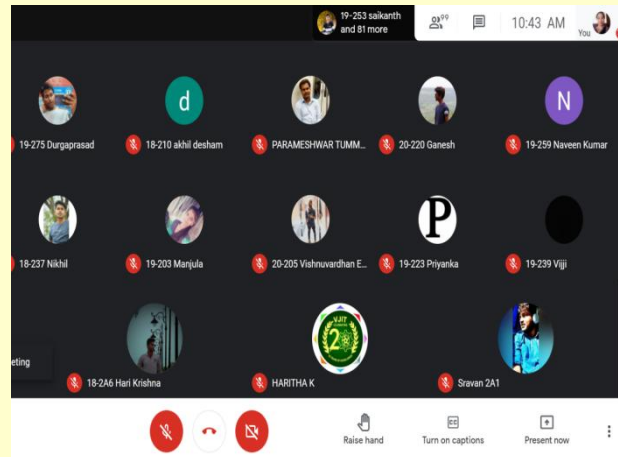 19-253 saikanth
and 81 more
99
10:43 AM
You
d
N
19-275 Durgaprasad
18-210 akhil desham
PARAMESHWAR TUMM...
20-220 Ganesh
19-259 Naveen Kumar
P
18-237 Nikhil
19-203 Manjula
20-205 Vishnuvardhan E...
19-223 Priyanka
19-239 Vijji
VJIT
20
eting
18-2A6 Hari Krishna
HARITHA K
Sravan 2A1
CC
Raise hand
Turn on captions
Present now